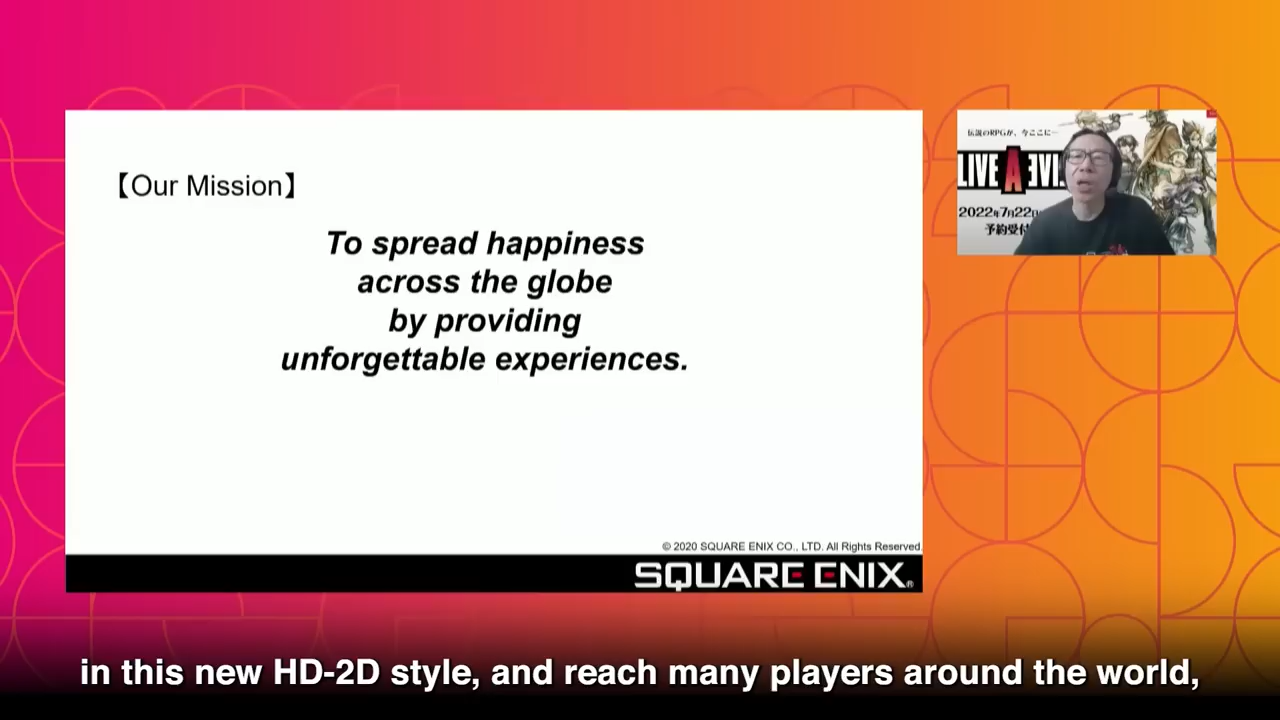 【Our Mission】
To spread happiness
across the globe
by providing
unforgettable experiences.
© 2020 SQUARE ENIX CO., LTD. All Rights Reserved.
SQUARE ENIX®
伝説のRPGが、今ここに―
LIVE A EVI
2022年7月22日
予約受付
in this new HD-2D style, and reach many players around the world,